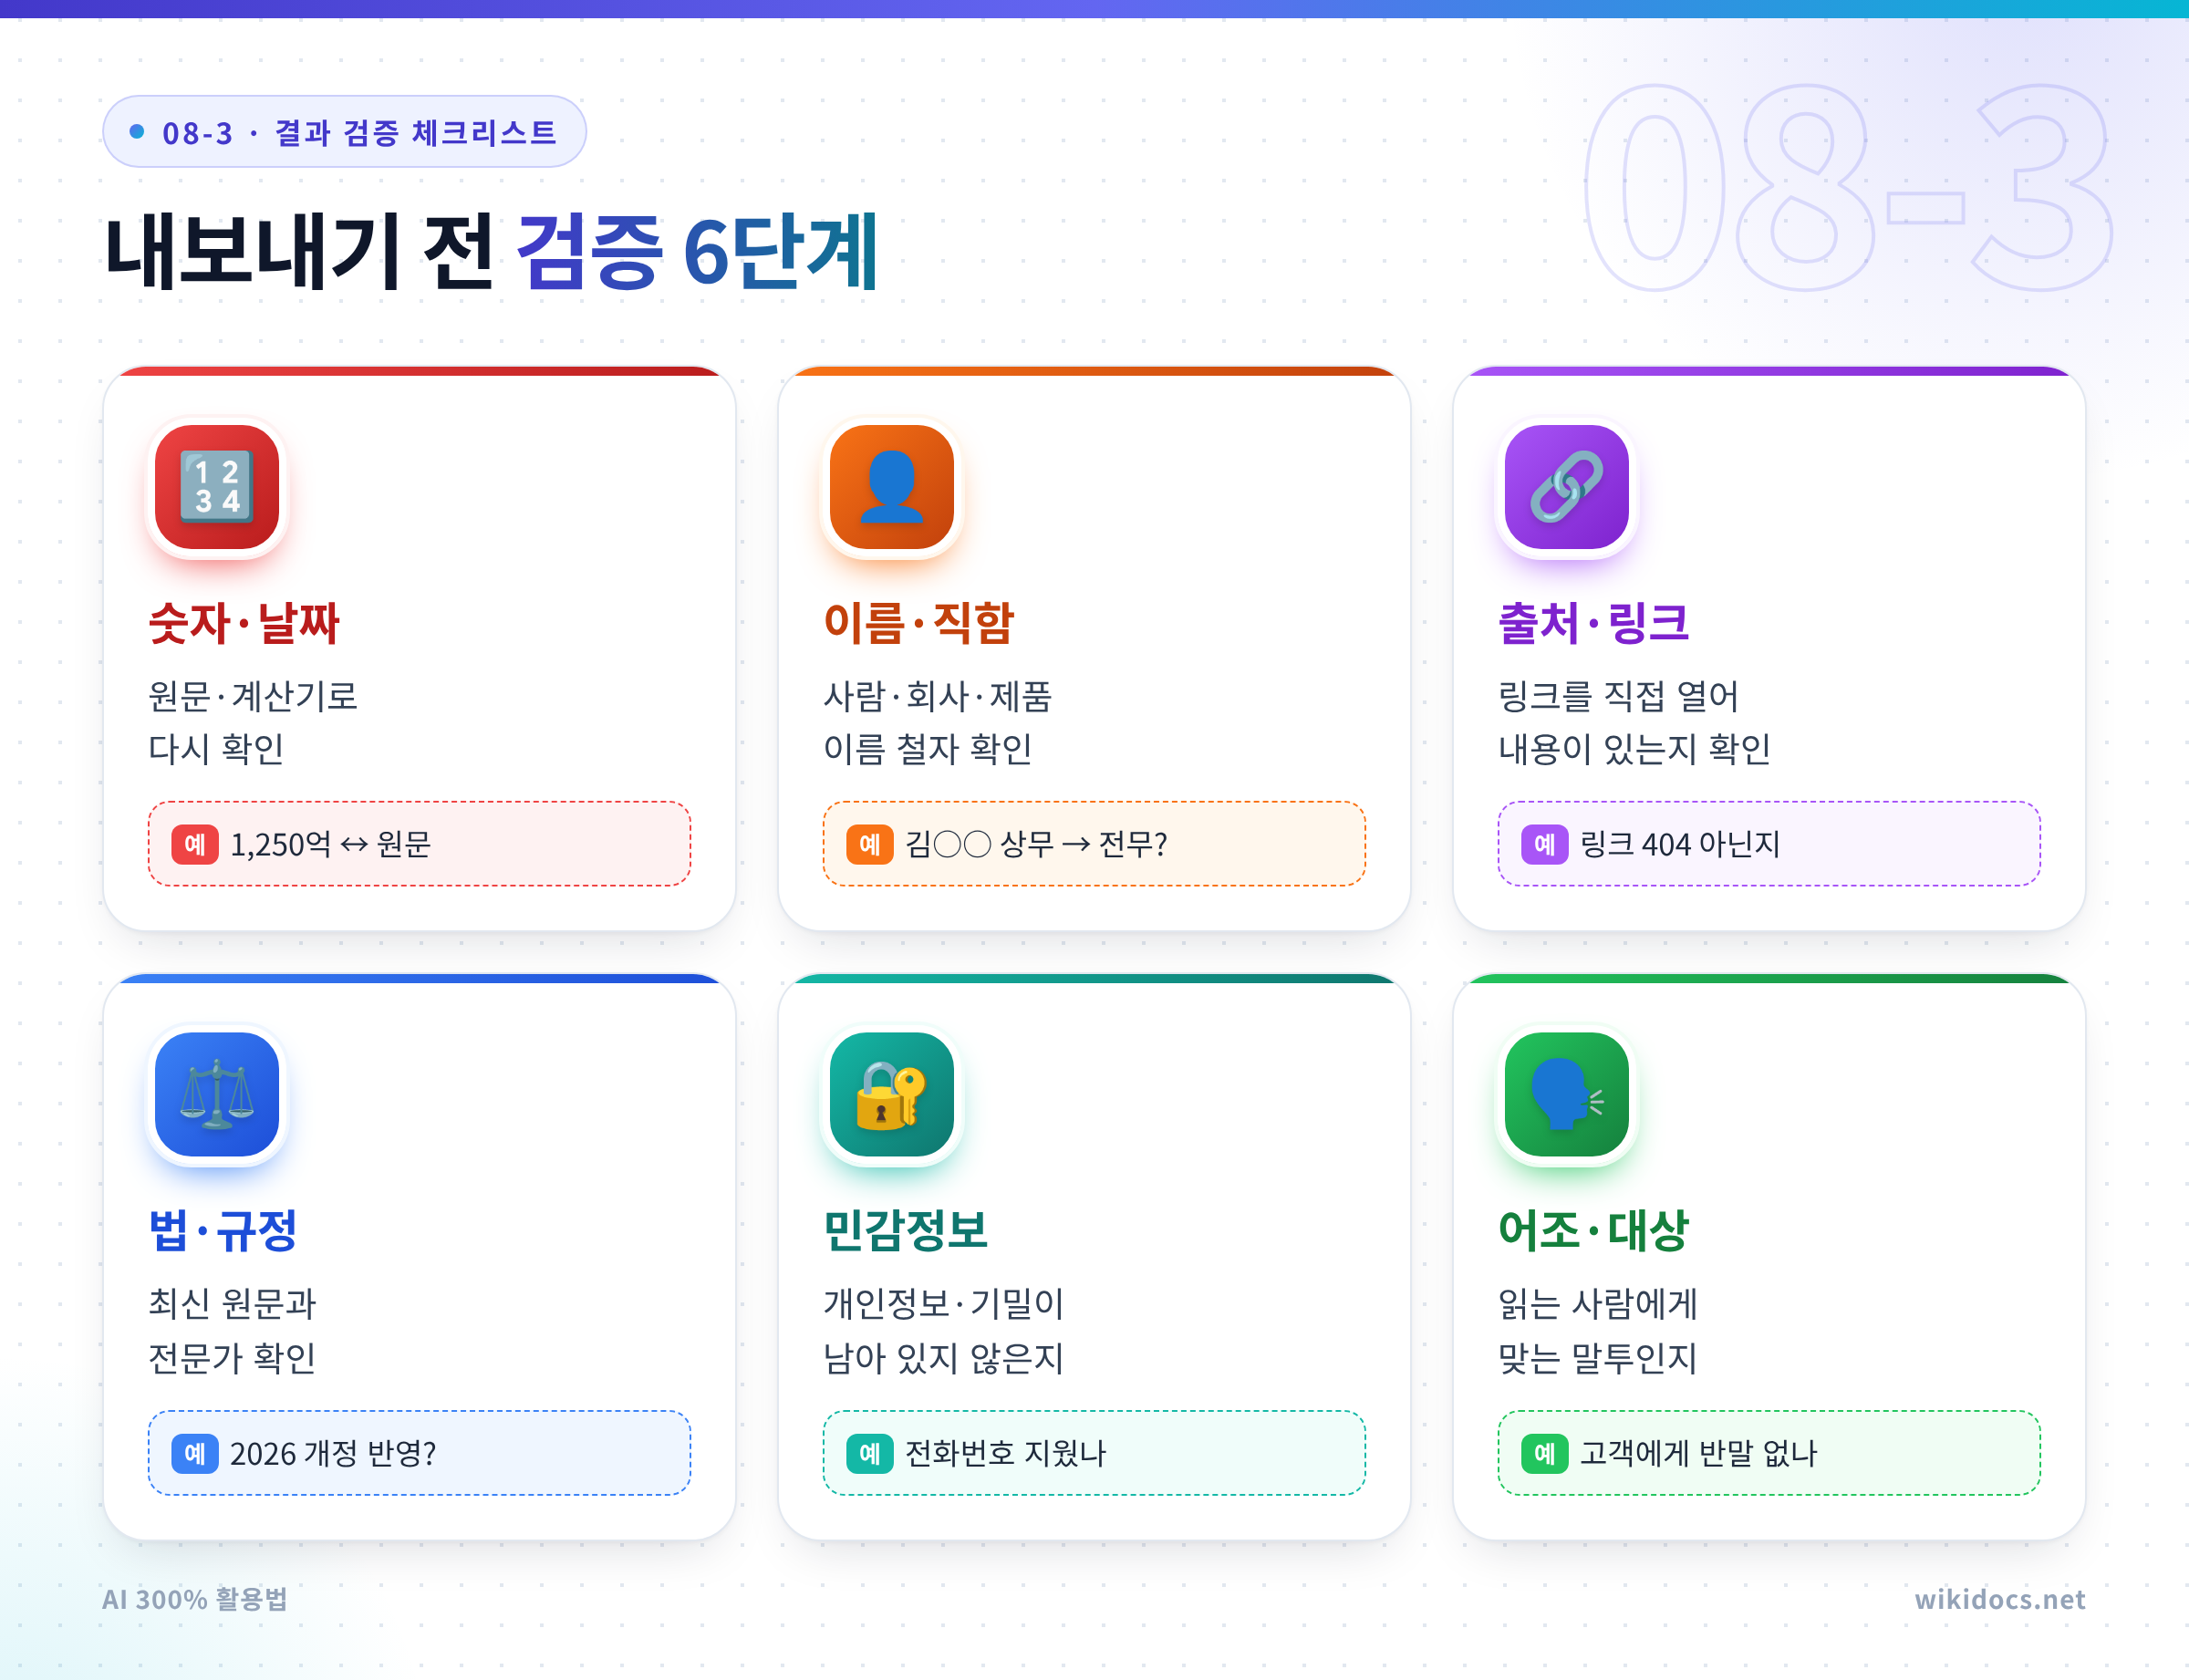 08-3 · 결과 검증 체크리스트
08-3
내보내기 전 검증 6단계
1 2
3 4
숫자·날짜
원문·계산기로
다시 확인
예 1,250억 ↔ 원문
이름·직함
사람·회사·제품
이름 철자 확인
예 김○○ 상무 → 전무?
출처·링크
링크를 직접 열어
내용이 있는지 확인
예 링크 404 아닌지
법·규정
최신 원문과
전문가 확인
예 2026 개정 반영?
민감정보
개인정보·기밀이
남아 있지 않은지
예 전화번호 지웠나
어조·대상
읽는 사람에게
맞는 말투인지
예 고객에게 반말 없나
AI 300% 활용법
wikidocs.net